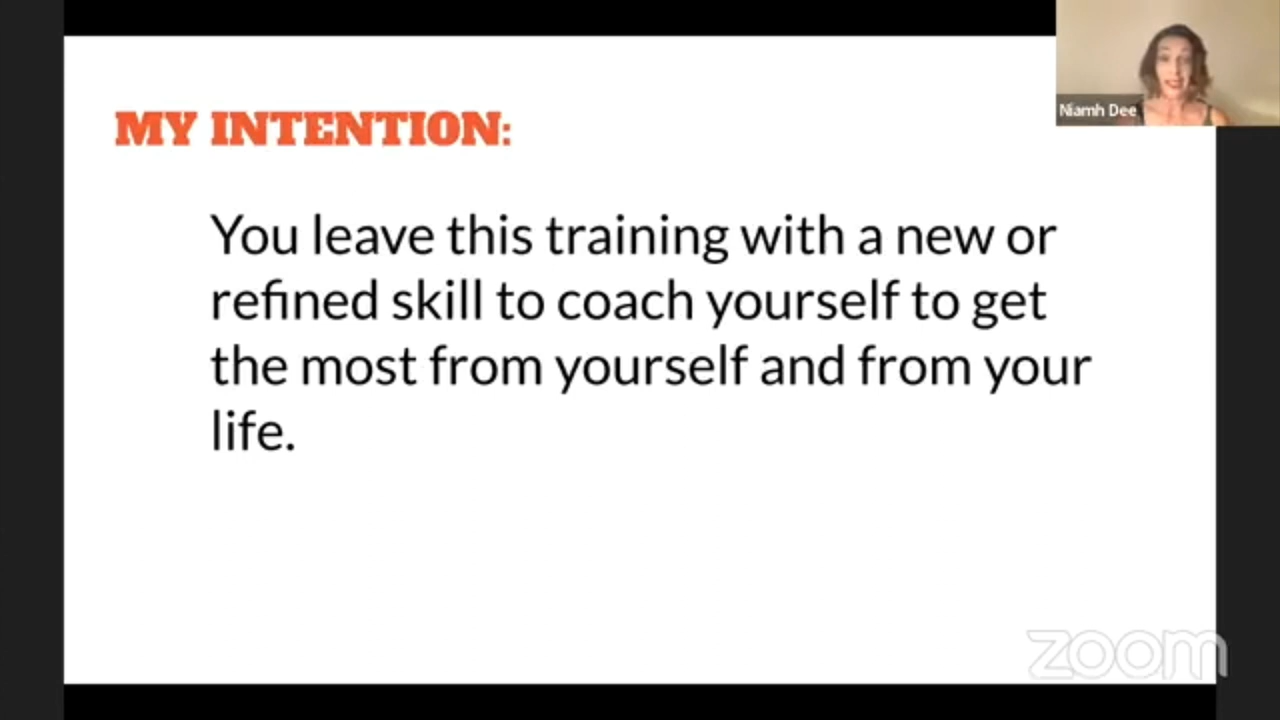 MY INTENTION:
Niamh Dee
You leave this training with a new or
refined skill to coach yourself to get
the most from yourself and from your
life.
zoom